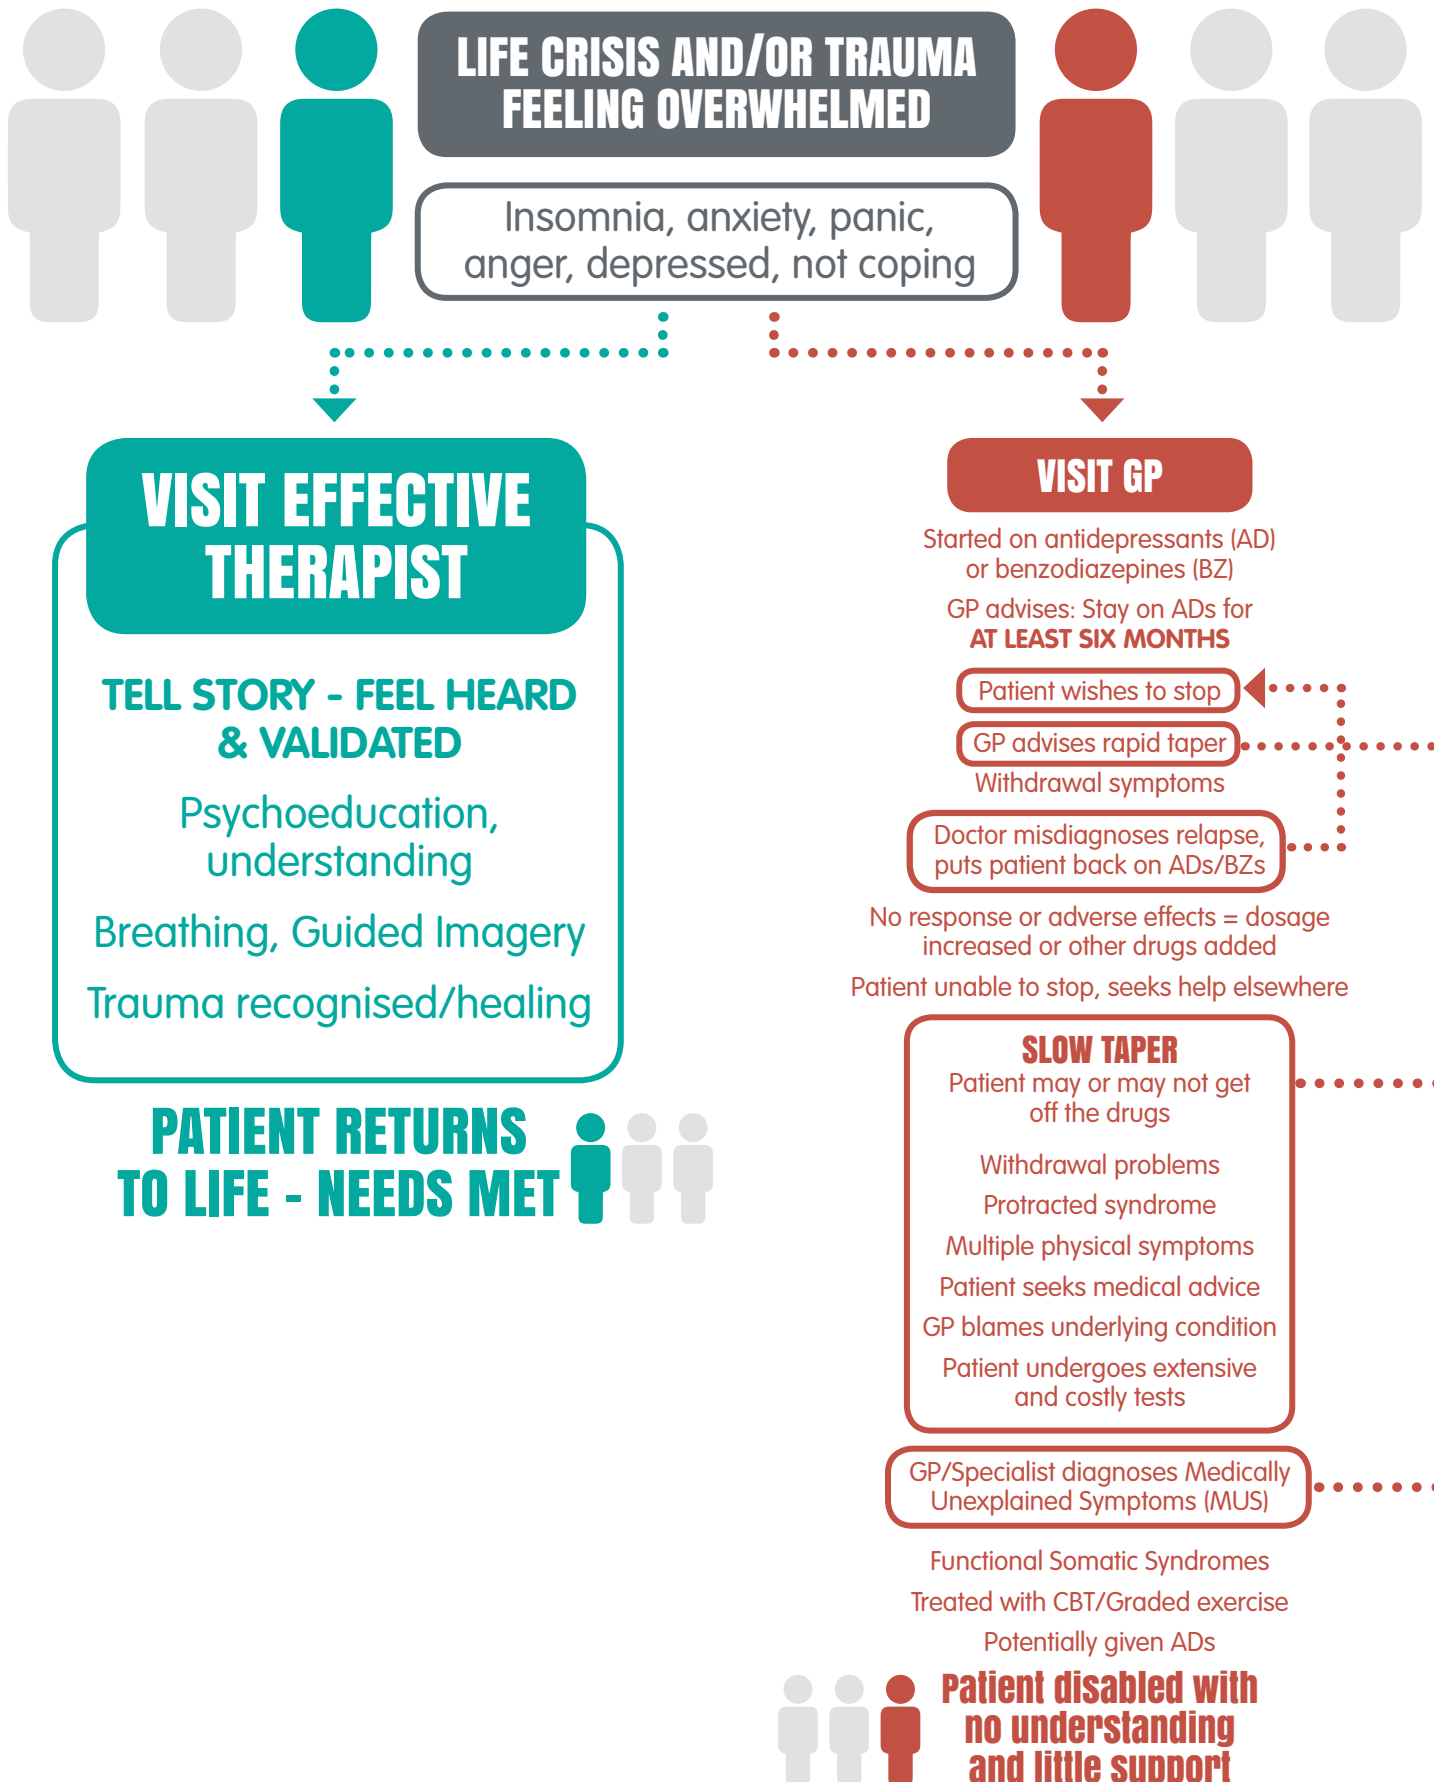 LIFE CRISIS AND/OR TRAUMA
FEELING OVERWHELMED
Insomnia, anxiety, panic,
anger, depressed, not coping
VISIT EFFECTIVE
THERAPIST
TELL STORY - FEEL HEARD
& VALIDATED
Psychoeducation,
understanding
Breathing, Guided Imagery
Trauma recognised/healing
PATIENT RETURNS
TO LIFE - NEEDS MET
VISIT GP
Started on antidepressants (AD)
or benzodiazepines (BZ)
GP advises: Stay on ADs for
AT LEAST SIX MONTHS
Patient wishes to stop
GP advises rapid taper
Withdrawal symptoms
Doctor misdiagnoses relapse,
puts patient back on ADs/BZs
No response or adverse effects = dosage
increased or other drugs added
Patient unable to stop, seeks help elsewhere
SLOW TAPER
Patient may or may not get
off the drugs
Withdrawal problems
Protracted syndrome
Multiple physical symptoms
Patient seeks medical advice
GP blames underlying condition
Patient undergoes extensive
and costly tests
GP/Specialist diagnoses Medically
Unexplained Symptoms (MUS)
Functional Somatic Syndromes
Treated with CBT/Graded exercise
Potentially given ADs
Patient disabled with
no understanding
and little support